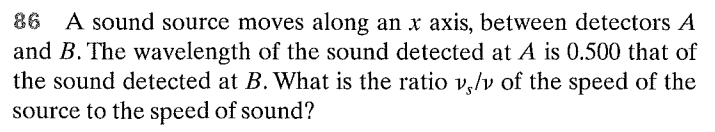 86 A sound source moves along an x axis, between detectors A
and B. The wavelength of the sound detected at A is 0.500 that of
the sound detected at B. What is the ratio vₛ/v of the speed of the
source to the speed of sound?